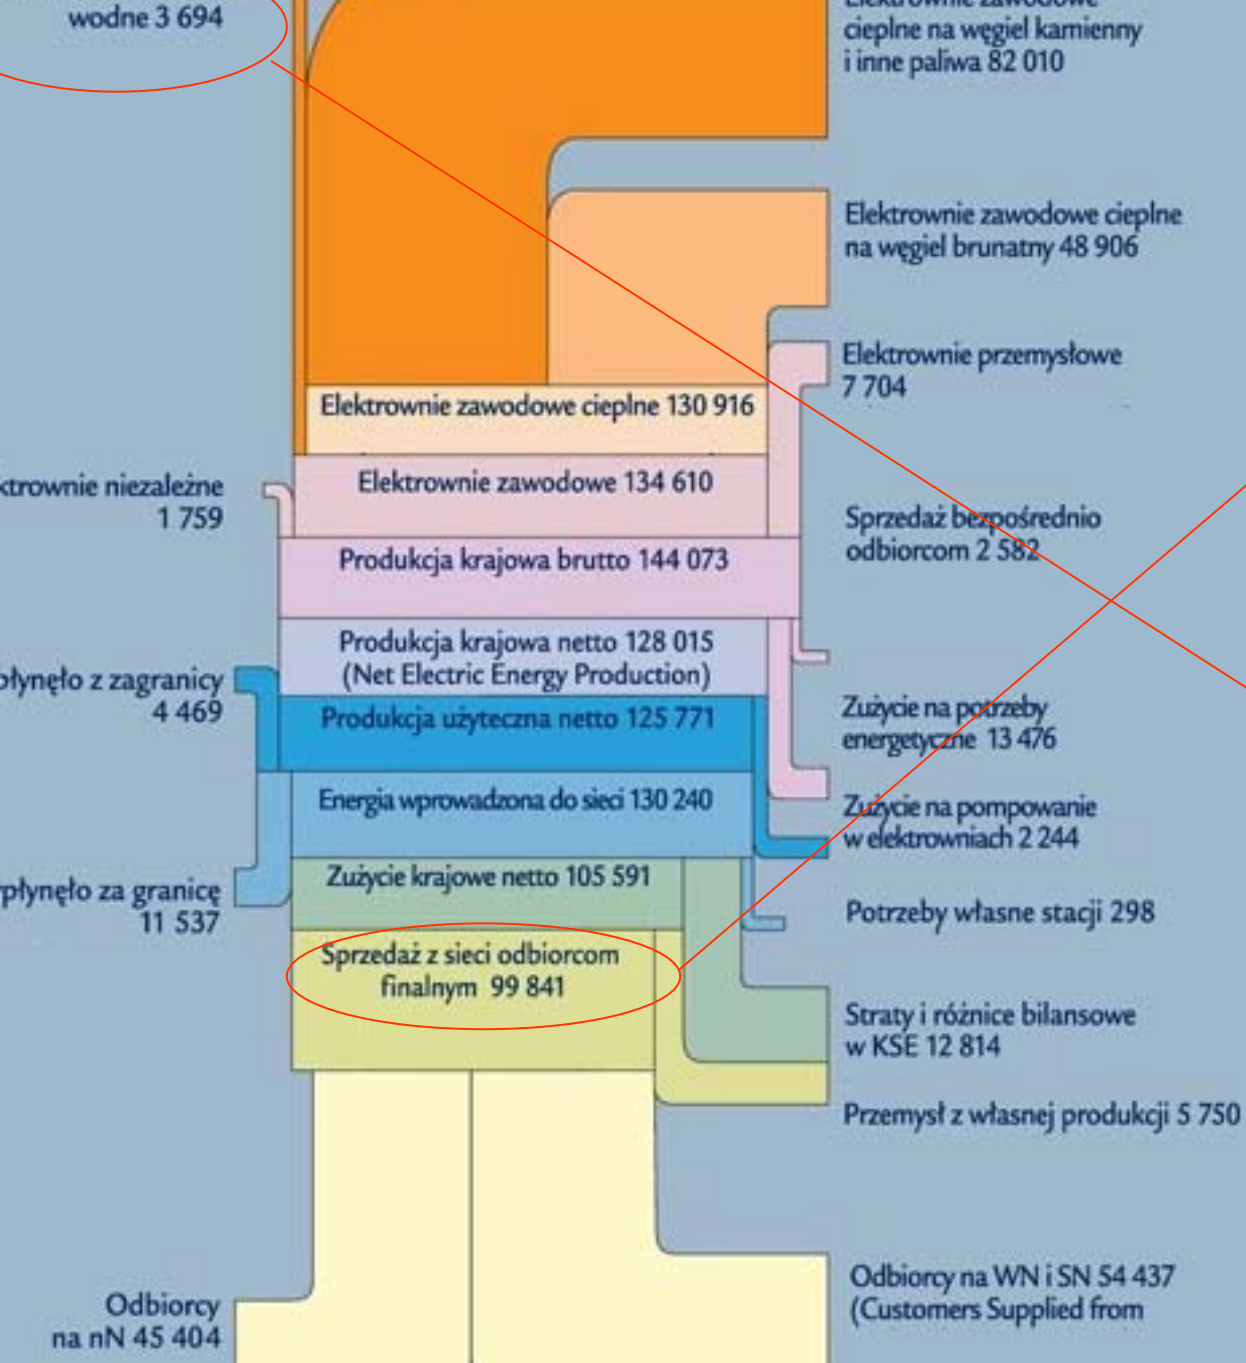 wodne 3 694
Elektrownie zawodowe
cieplne na węgiel kamienny
i inne paliwa 82 010
Elektrownie zawodowe cieplne
na węgiel brunatny 48 906
Elektrownie przemysłowe
7 704
Elektrownie zawodowe cieplne 130 916
Elektrownie zawodowe 134 610
ktrownie niezależne
1 759
Sprzedaż bezpośrednio
odbiorcom 2 582
Produkcja krajowa brutto 144 073
Produkcja krajowa netto 128 015
(Net Electric Energy Production)
płynęło z zagranicy
4 469
Produkcja użyteczna netto 125 771
Zużycie na potrzeby
energetyczne 13 476
Energia wprowadzona do sieci 130 240
Zużycie na pompowanie
w elektrowniach 2 244
Zużycie krajowe netto 105 591
płynęło za granicę
11 537
Potrzeby własne stacji 298
Sprzedaż z sieci odbiorcom
finalnym 99 841
Straty i różnice bilansowe
w KSE 12 814
Przemysł z własnej produkcji 5 750
Odbiorcy na WN i SN 54 437
(Customers Supplied from
Odbiorcy
na nN 45 404